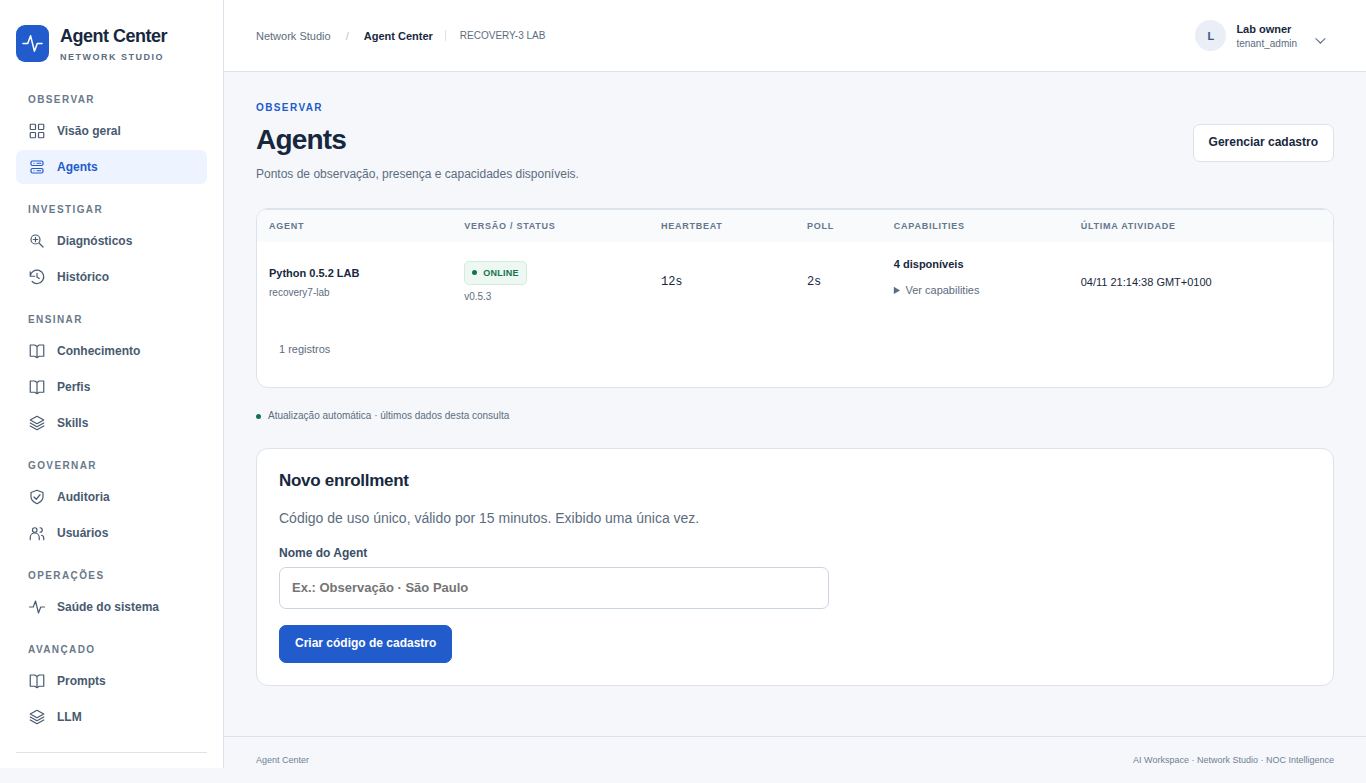 Agent Center
NETWORK STUDIO
OBSERVAR
Visão geral
Agents
INVESTIGAR
Diagnósticos
Histórico
ENSINAR
Conhecimento
Perfis
Skills
GOVERNAR
Auditoria
Usuários
OPERAÇÕES
Saúde do sistema
AVANÇADO
Prompts
LLM
Network Studio / Agent Center RECOVERY-3 LAB
L
Lab owner
tenant_admin
OBSERVAR
Agents
Pontos de observação, presença e capacidades disponíveis.
Gerenciar cadastro
AGENT VERSÃO / STATUS HEARTBEAT POLL CAPABILITIES ÚLTIMA ATIVIDADE
Python 0.5.2 LAB
recovery7-lab
ONLINE
v0.5.3
12s
2s
4 disponíveis
Ver capabilities
04/11 21:14:38 GMT+0100
1 registros
Atualização automática · últimos dados desta consulta
Novo enrollment
Código de uso único, válido por 15 minutos. Exibido uma única vez.
Nome do Agent
Ex.: Observação · São Paulo
Criar código de cadastro
Agent Center
AI Workspace · Network Studio · NOC Intelligence